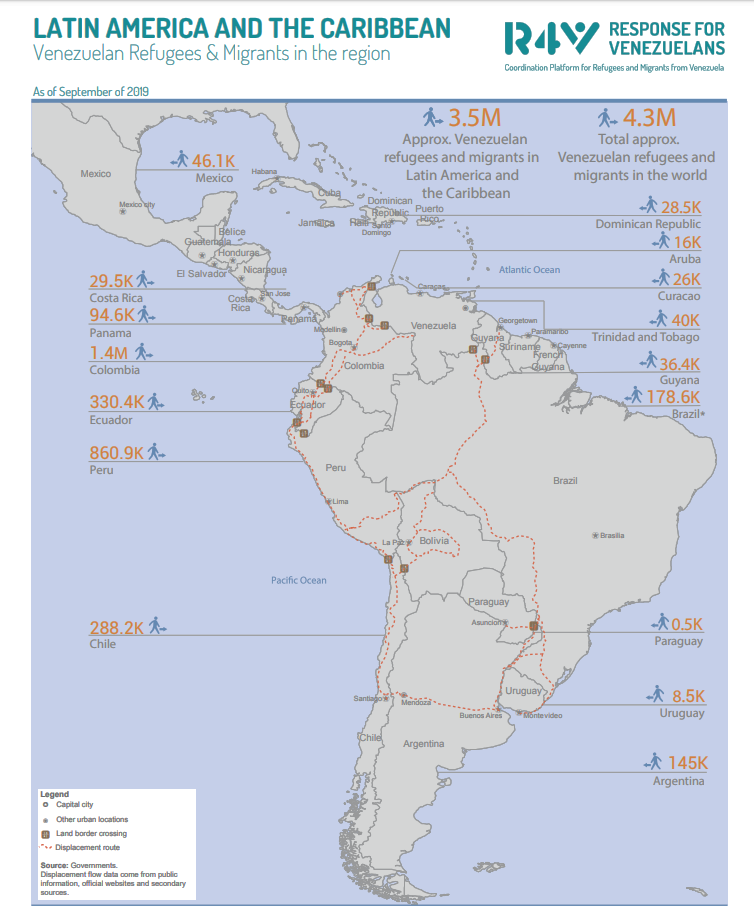 LATIN AMERICA AND THE CARIBBEAN
Venezuelan Refugees & Migrants in the region
R4V
RESPONSE FOR
VENEZUELANS
Coordination Platform for Refugees and Migrants from Venezuela
As of September of 2019
3.5M
Approx. Venezuelan
refugees and migrants in
Latin America and
the Caribbean
4.3M
Total approx.
Venezuelan refugees and
migrants in the world
46.1K
Mexico
28.5K
Dominican Republic
16K
Aruba
26K
Curacao
40K
Trinidad and Tobago
36.4K
Guyana
178.6K
Brazil*
29.5K
Costa Rica
94.6K
Panama
1.4M
Colombia
330.4K
Ecuador
860.9K
Peru
288.2K
Chile
0.5K
Paraguay
8.5K
Uruguay
145K
Argentina
Mexico
Mexico city
Habana
Cuba
Dominican
Republic
Puerto
Rico
Jamaica
Haiti
Santo
Domingo
Belice
Guatemala
Honduras
El Salvador
Nicaragua
Costa
Rica
San Jose
Panama
Atlantic Ocean
Caracas
Medellin
Bogota
Venezuela
Colombia
Georgetown
Paramaribo
Guyana
Suriname
Cayenne
French
Guyana
Quito
Ecuador
Peru
Lima
Brazil
Brasilia
La Paz
Bolivia
Pacific Ocean
Paraguay
Asuncion
Santiago
Mendoza
Uruguay
Buenos Aires
Montevideo
Chile
Argentina
Legend
Capital city
Other urban locations
Land border crossing
Displacement route
Source: Governments.
Displacement flow data come from public
information, official websites and secondary
sources.